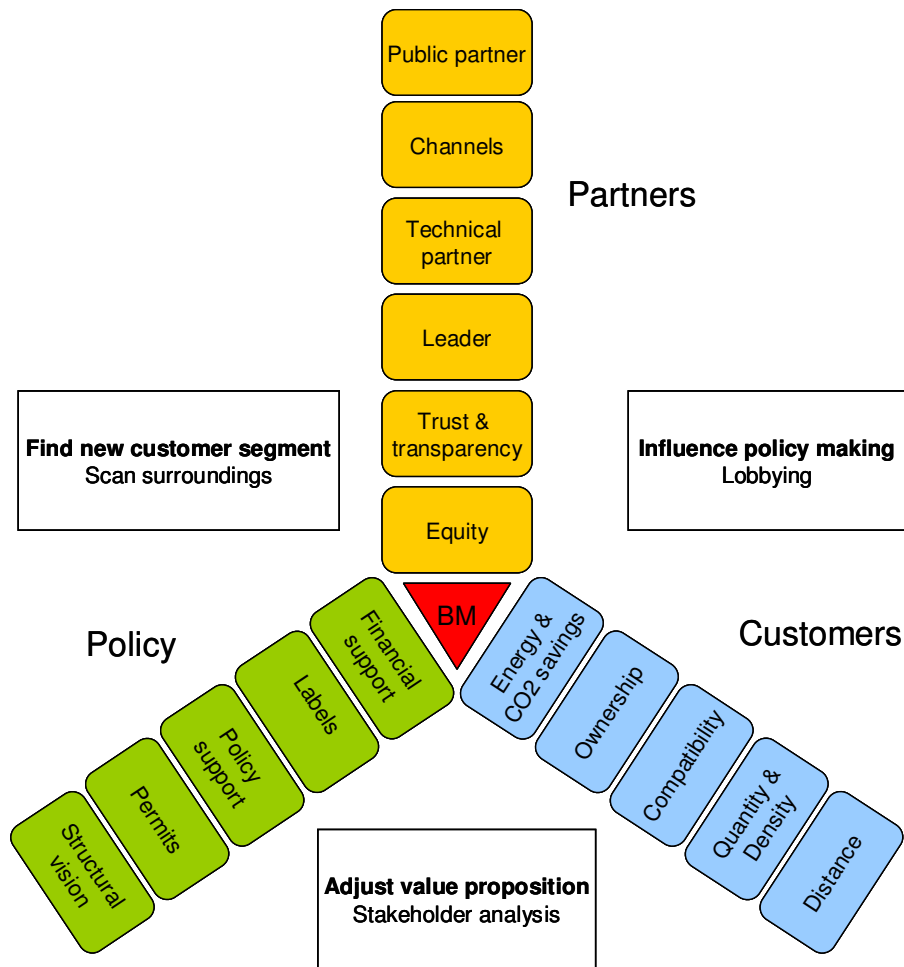 Public partner
Channels
Partners
Technical
partner
Leader
Find new customer segment
Scan surroundings
Trust &
transparency
Influence policy making
Lobbying
Equity
BM
Policy
Customers
Financial
support
Labels
Policy
support
Permits
Structural
vision
Energy &
CO2 savings
Ownership
Compatibility
Quantity &
Density
Distance
Adjust value proposition
Stakeholder analysis